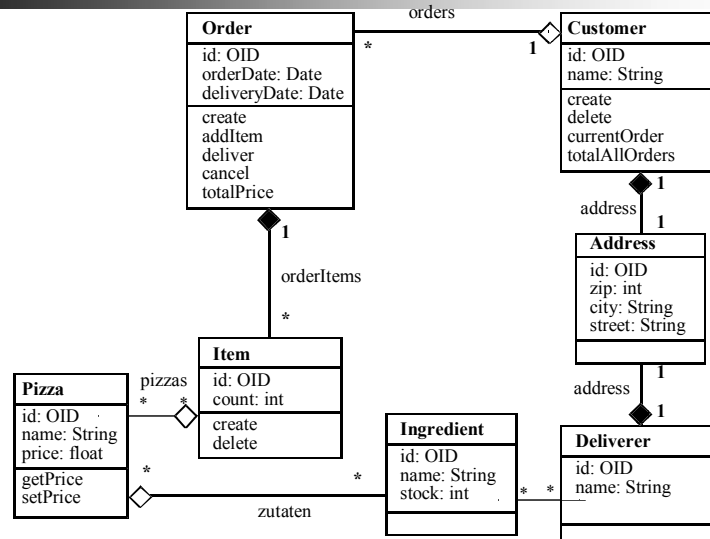 orders
Order
id: OID
orderDate: Date
deliveryDate: Date
create
addItem
deliver
cancel
totalPrice
*
1
Customer
id: OID
name: String
create
delete
currentOrder
totalAllOrders
1
address
1
Address
id: OID
zip: int
city: String
street: String
1
orderItems
*
Item
id: OID
count: int
create
delete
pizzas
* *
Pizza
id: OID
name: String
price: float
getPrice
setPrice
*
zutaten
*
Ingredient
id: OID
name: String
stock: int
* *
1
address
1
Deliverer
id: OID
name: String